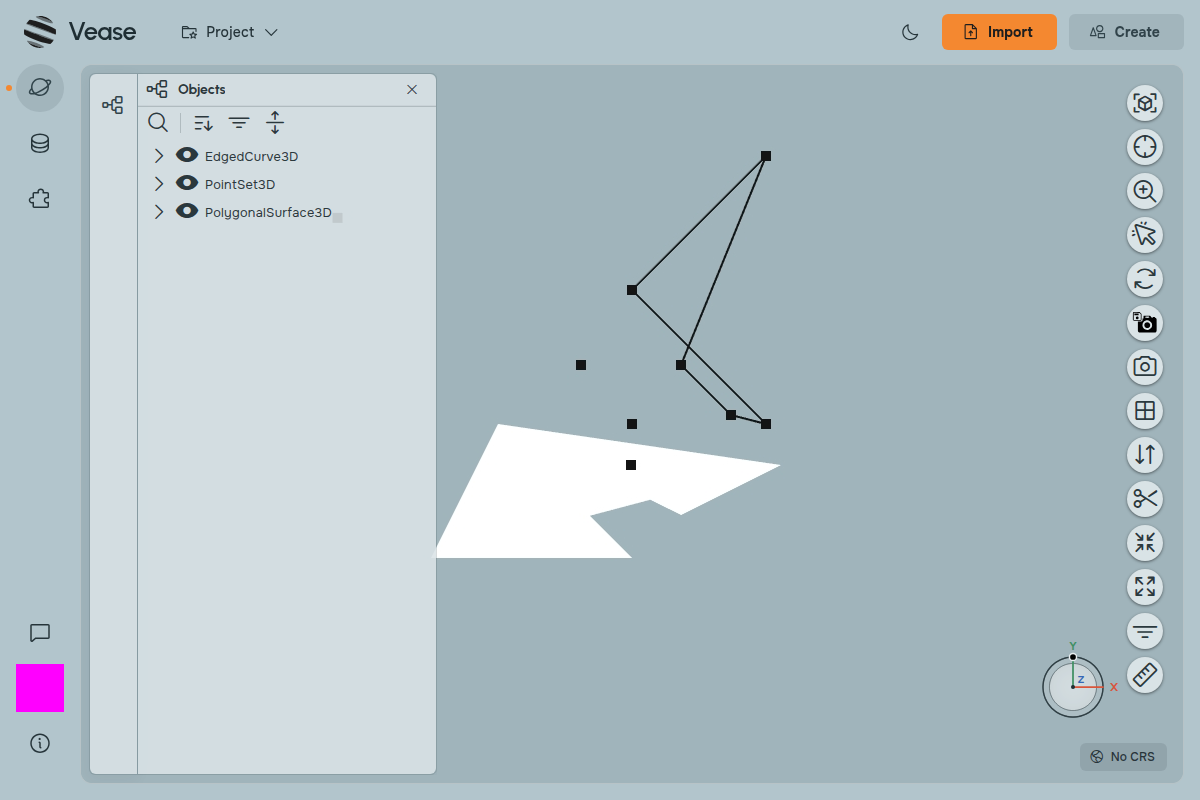 Vease
Project
Import
Create
Objects
EdgedCurve3D
PointSet3D
PolygonalSurface3D
Y
Z
X
No CRS